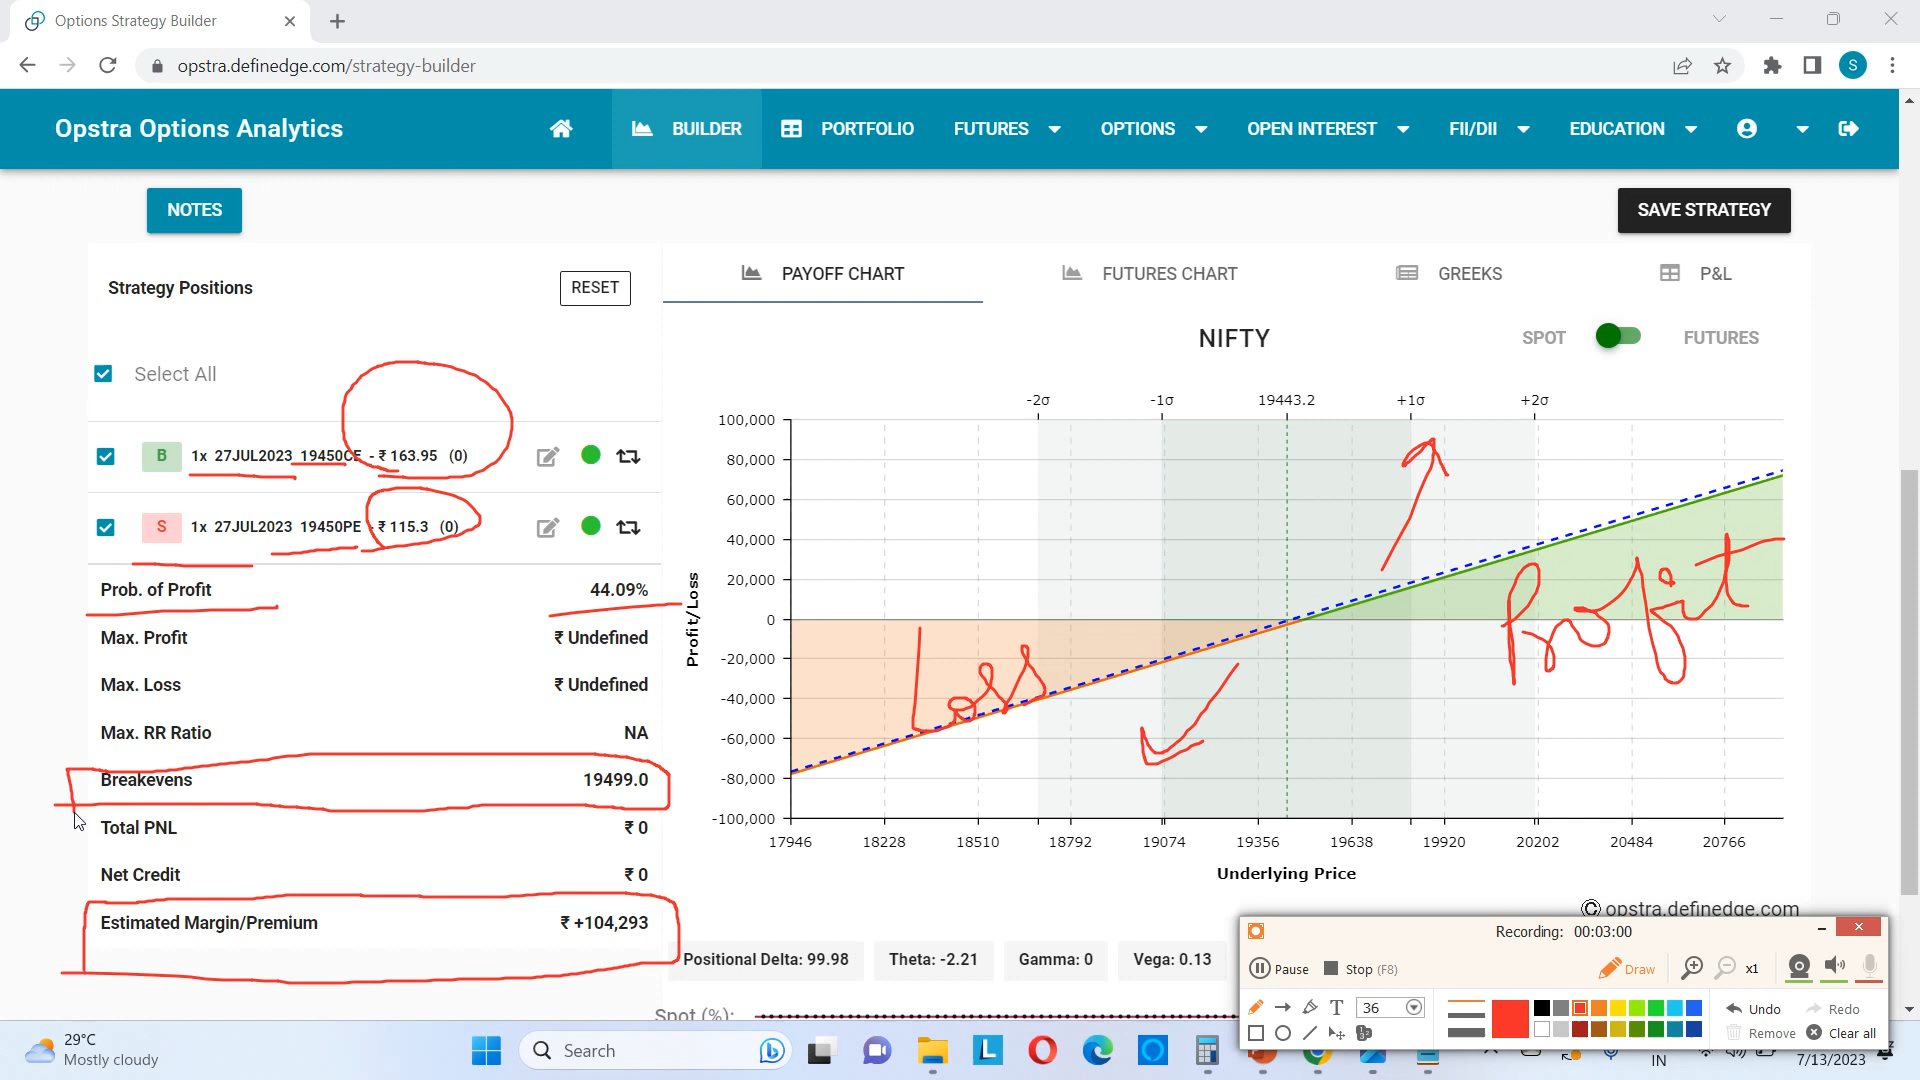 Options Strategy Builder
opstra.definedge.com/strategy-builder
S
Opstra Options Analytics
BUILDER
PORTFOLIO
FUTURES
OPTIONS
OPEN INTEREST
FII/DII
EDUCATION
NOTES
SAVE STRATEGY
Strategy Positions
RESET
Select All
B 1x 27JUL2023 19450CE - ₹ 163.95 (0)
S 1x 27JUL2023 19450PE - ₹ 115.3 (0)
Prob. of Profit 44.09%
Max. Profit ₹ Undefined
Max. Loss ₹ Undefined
Max. RR Ratio NA
Breakevens 19499.0
Total PNL ₹ 0
Net Credit ₹ 0
Estimated Margin/Premium ₹ +104,293
PAYOFF CHART
FUTURES CHART
GREEKS
P&L
NIFTY
SPOT
FUTURES
-2σ -1σ 19443.2 +1σ +2σ
100,000
80,000
60,000
40,000
20,000
0
-20,000
-40,000
-60,000
-80,000
-100,000
Profit/Loss
Loss
Profit
17946 18228 18510 18792 19074 19356 19638 19920 20202 20484 20766
Underlying Price
© opstra.definedge.com
Positional Delta: 99.98
Theta: -2.21
Gamma: 0
Vega: 0.13
Spot (%):
Recording: 00:03:00
Pause
Stop (F8)
Draw
x1
T
36
Undo
Redo
Remove
Clear all
29°C
Mostly cloudy
Search
L
IN
7/13/2023